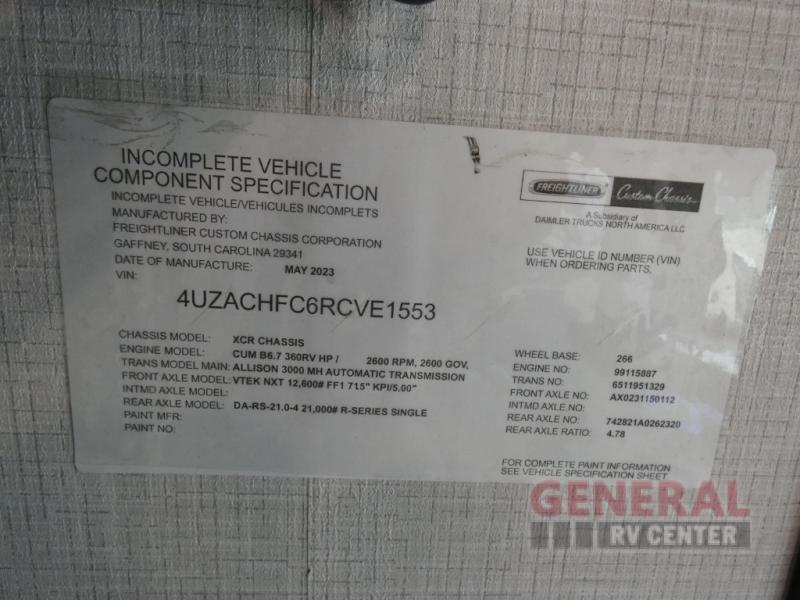 INCOMPLETE VEHICLE
COMPONENT SPECIFICATION
INCOMPLETE VEHICLE/VEHICULES INCOMPLETS
MANUFACTURED BY:
FREIGHTLINER CUSTOM CHASSIS CORPORATION
GAFFNEY, SOUTH CAROLINA 29341
DATE OF MANUFACTURE: MAY 2023
VIN:
4UZACHFC6RCVE1553
FREIGHTLINER Custom Chassis
A Subsidiary of
DAIMLER TRUCKS NORTH AMERICA LLC
USE VEHICLE ID NUMBER (VIN)
WHEN ORDERING PARTS.
CHASSIS MODEL: XCR CHASSIS
ENGINE MODEL: CUM B6.7 360RV HP / 2600 RPM, 2600 GOV,
TRANS MODEL MAIN: ALLISON 3000 MH AUTOMATIC TRANSMISSION
FRONT AXLE MODEL: VTEK NXT 12,600# FF1 715" KPI/5.00"
INTMD AXLE MODEL:
REAR AXLE MODEL: DA-RS-21.0-4 21,000# R-SERIES SINGLE
PAINT MFR:
PAINT NO:
WHEEL BASE: 266
ENGINE NO: 99115887
TRANS NO: 6511951329
FRONT AXLE NO: AX0231150112
INTMD AXLE NO:
REAR AXLE NO: 742821A0262320
REAR AXLE RATIO: 4.78
FOR COMPLETE PAINT INFORMATION
SEE VEHICLE SPECIFICATION SHEET
GENERAL
RV CENTER